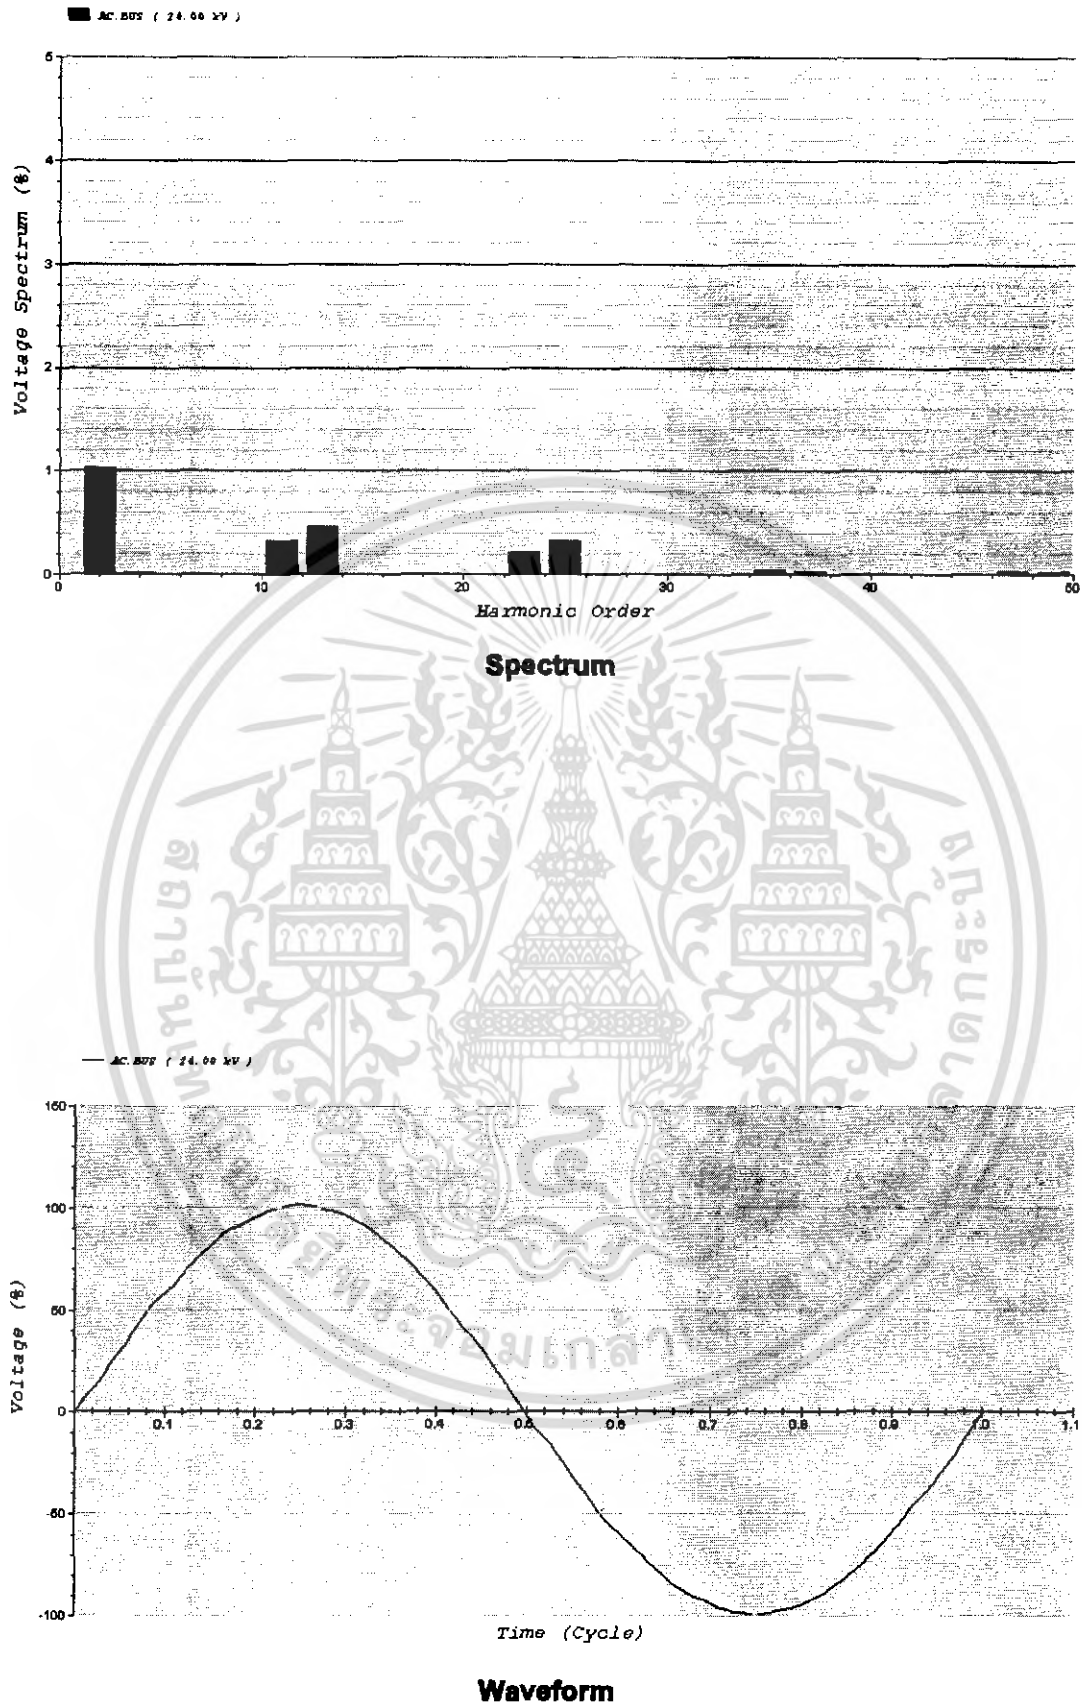 AC.BUS ( 24.00 kV )
5
4
3
2
1
0
Voltage Spectrum (%)
0 10 20 30 40 50
Harmonic Order
Spectrum
AC.BUS ( 24.00 kV )
150
100
50
0
-50
-100
Voltage (%)
0.1 0.2 0.3 0.4 0.5 0.6 0.7 0.8 0.9 1.0 1.1
Time (Cycle)
Waveform